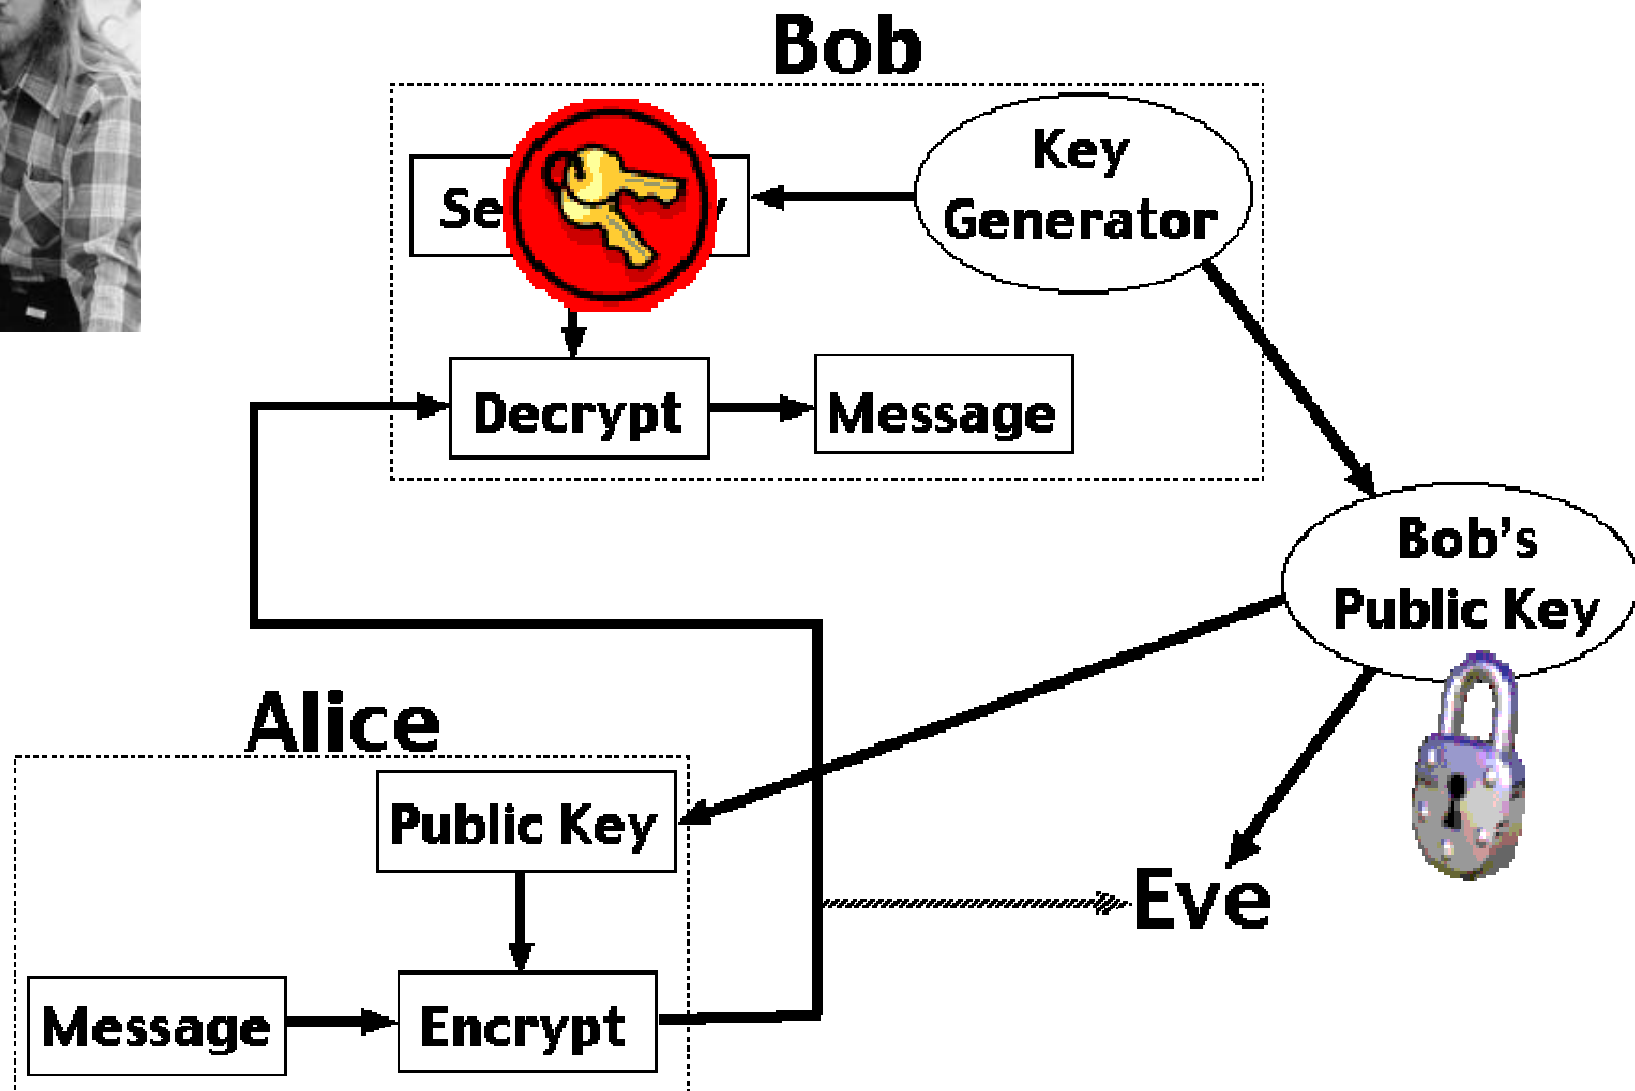 Bob
Key
Generator
Se
Decrypt
Message
Bob's
Public Key
Alice
Public Key
Eve
Message
Encrypt